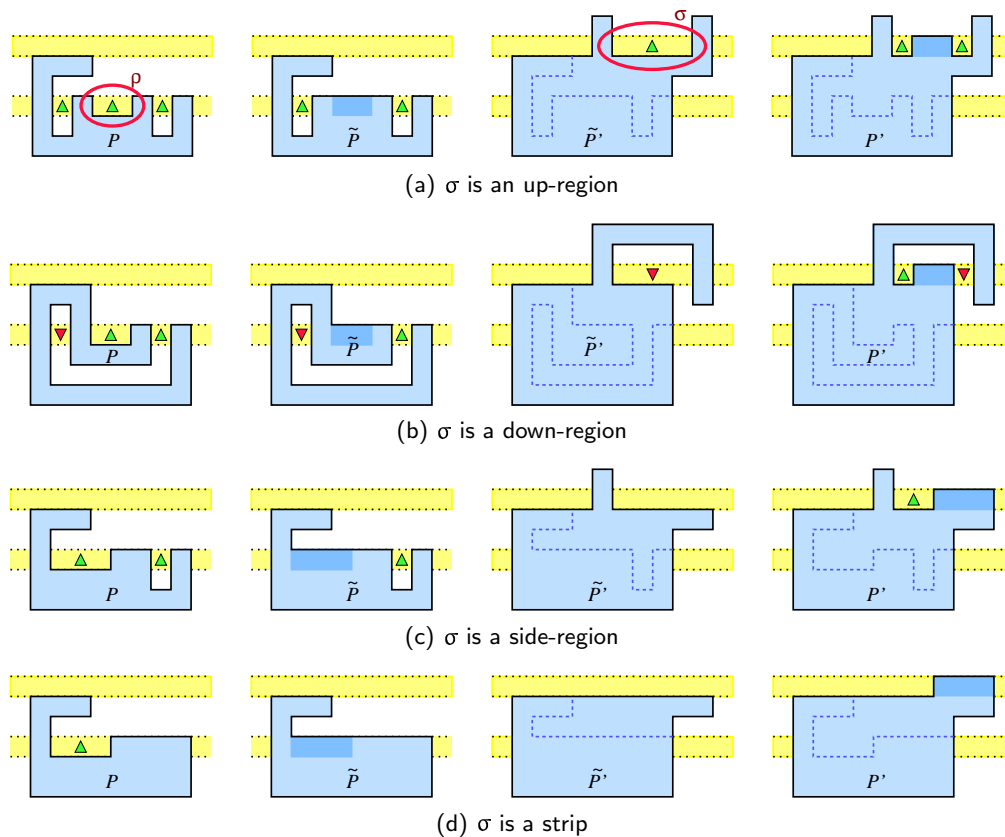 ρ σ
P P̃ P̃' P'
(a) σ is an up-region
P P̃ P̃' P'
(b) σ is a down-region
P P̃ P̃' P'
(c) σ is a side-region
P P̃ P̃' P'
(d) σ is a strip